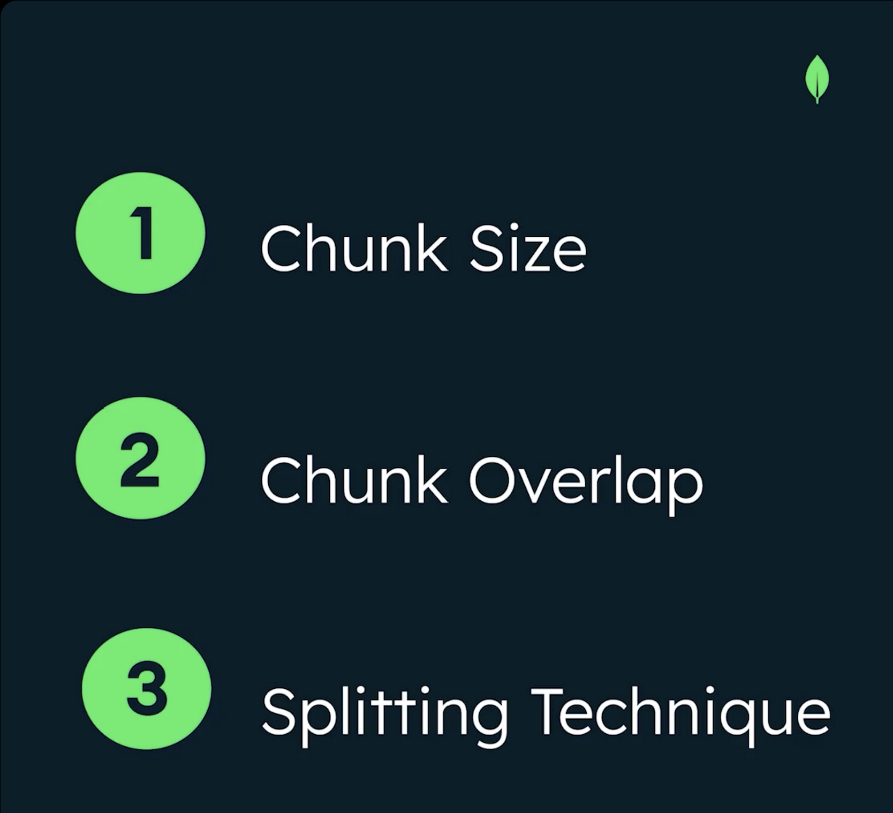 1
Chunk Size
2
Chunk Overlap
3
Splitting Technique